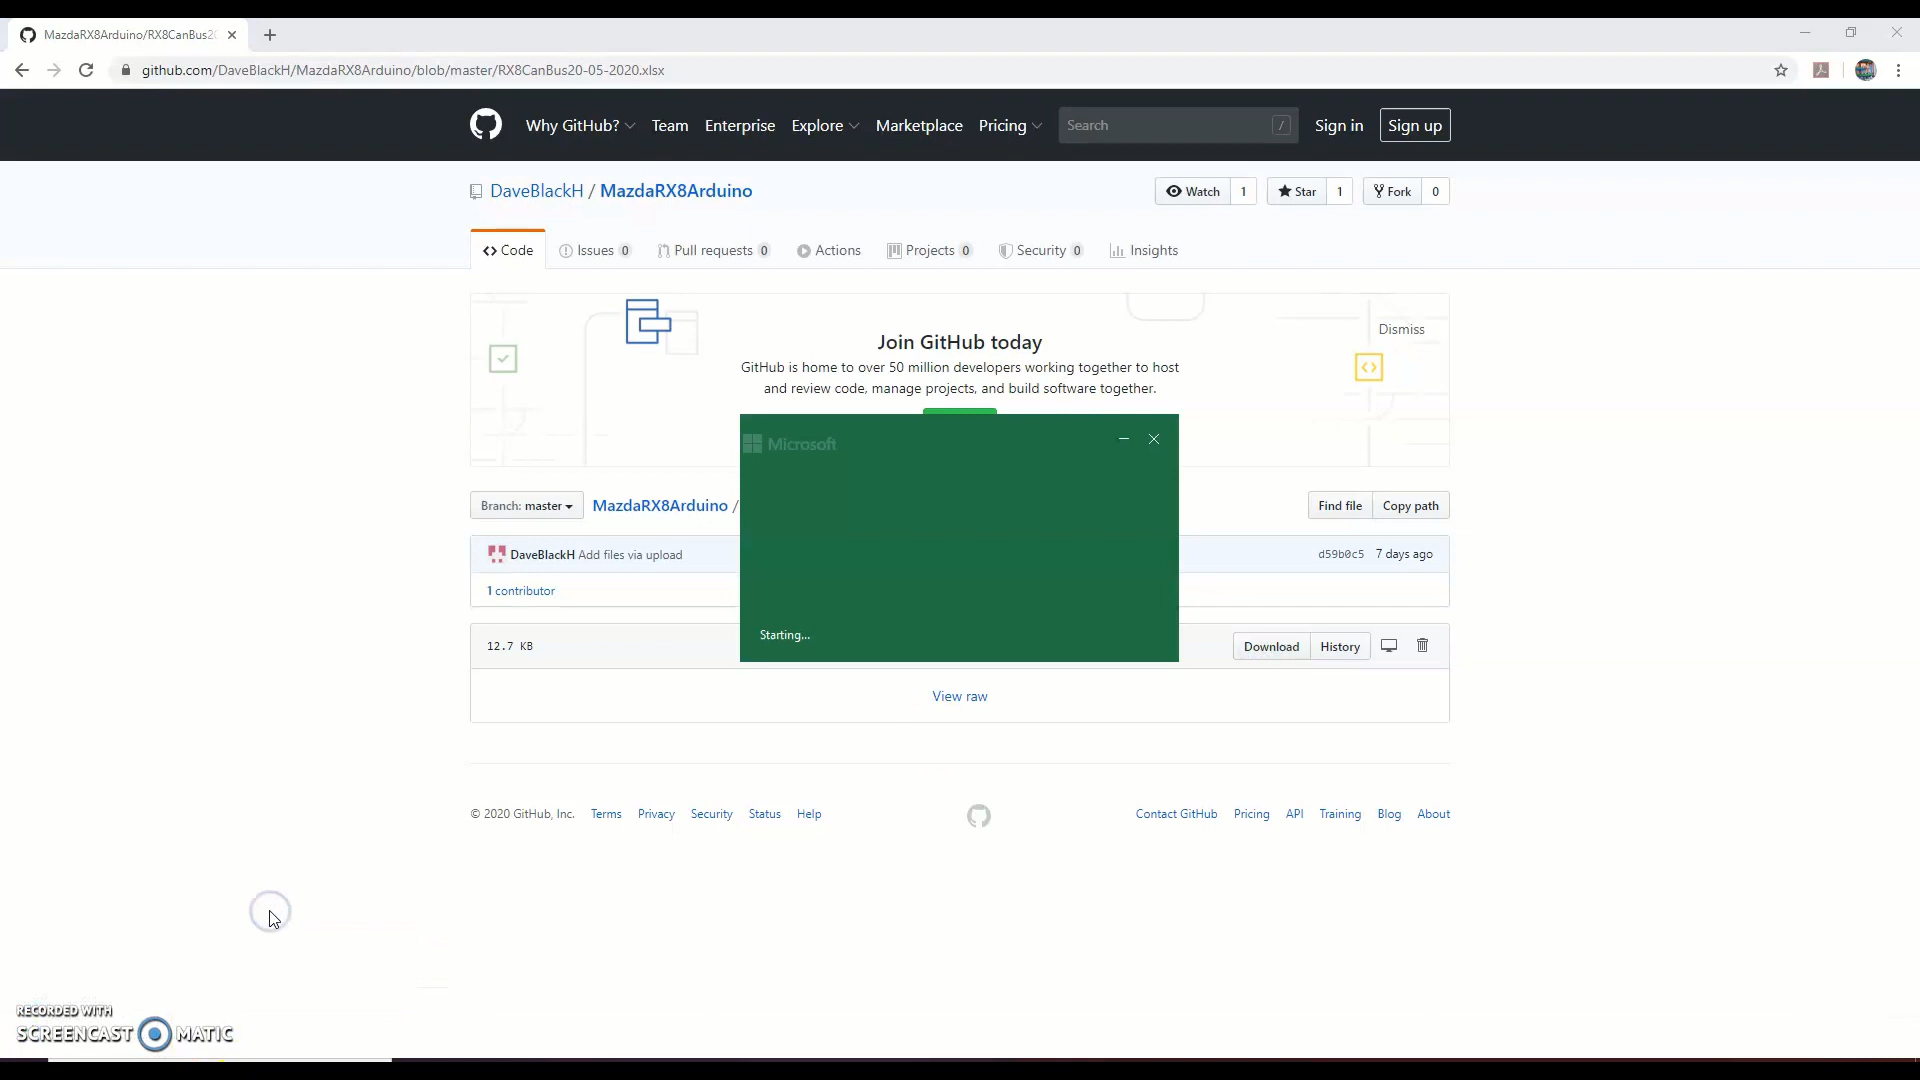 MazdaRX8Arduino/RX8CanBus20
github.com/DaveBlackH/MazdaRX8Arduino/blob/master/RX8CanBus20-05-2020.xlsx
Why GitHub? Team Enterprise Explore Marketplace Pricing Search / Sign in Sign up
DaveBlackH / MazdaRX8Arduino Watch 1 Star 1 Fork 0
Code Issues 0 Pull requests 0 Actions Projects 0 Security 0 Insights
Dismiss
Join GitHub today
GitHub is home to over 50 million developers working together to host
and review code, manage projects, and build software together.
Microsoft
Branch: master MazdaRX8Arduino / Find file Copy path
DaveBlackH Add files via upload d59b0c5 7 days ago
1 contributor
Starting...
12.7 KB Download History
View raw
© 2020 GitHub, Inc. Terms Privacy Security Status Help Contact GitHub Pricing API Training Blog About
RECORDED WITH
SCREENCAST MATIC